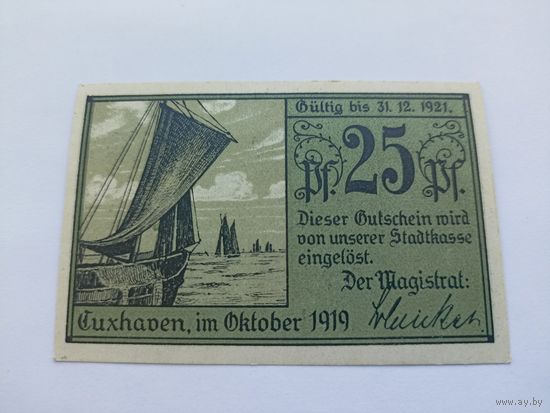 Gültig bis 31. 12. 1921.
Pf. 25 Pf.
Dieser Gutschein wird
von unserer Stadtkasse
eingelöst.
Der Magistrat:
Cuxhaven, im Oktober 1919
www.ay.by